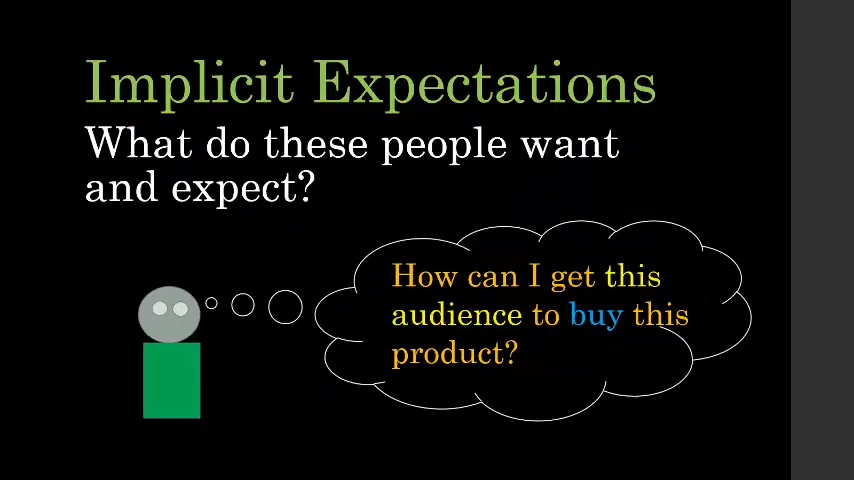 Implicit Expectations
What do these people want
and expect?
How can I get this
audience to buy this
product?